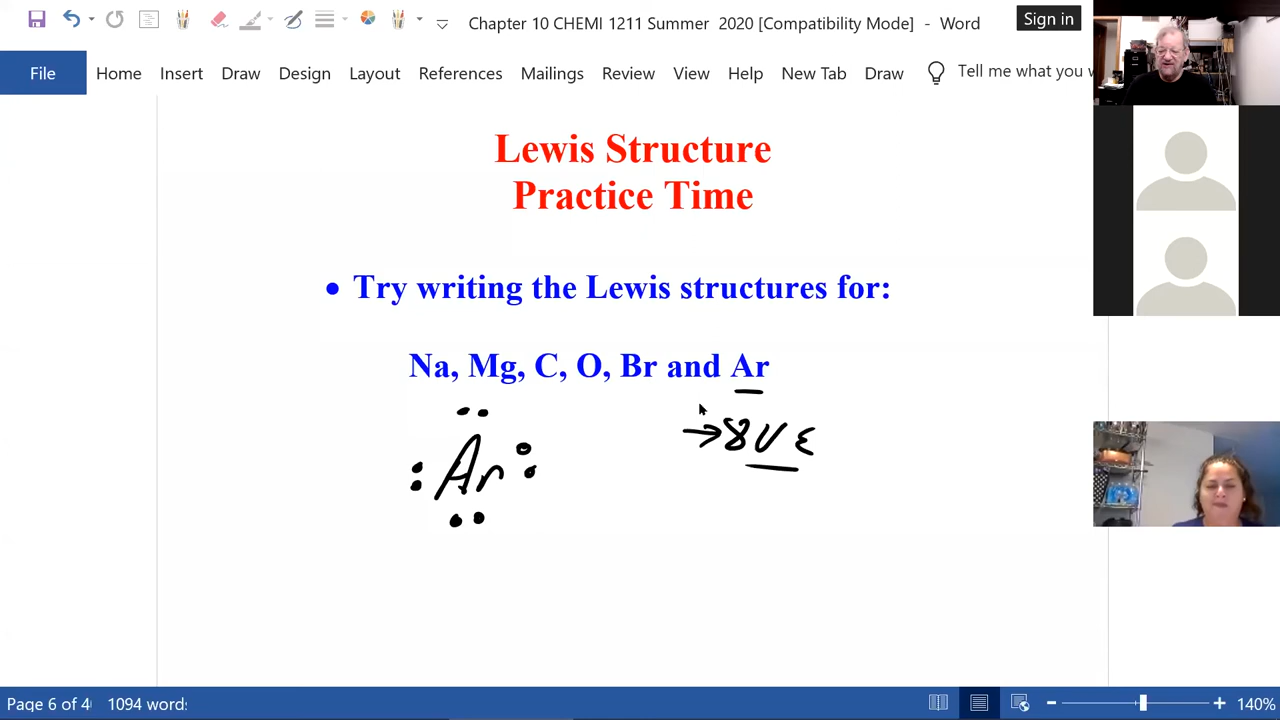 Chapter 10 CHEMI 1211 Summer 2020 [Compatibility Mode] - Word
Sign in
File Home Insert Draw Design Layout References Mailings Review View Help New Tab Draw Tell me what you w
Lewis Structure
Practice Time
• Try writing the Lewis structures for:
Na, Mg, C, O, Br and Ar
→ 8 V E
Ar
Page 6 of 4 1094 words
140%